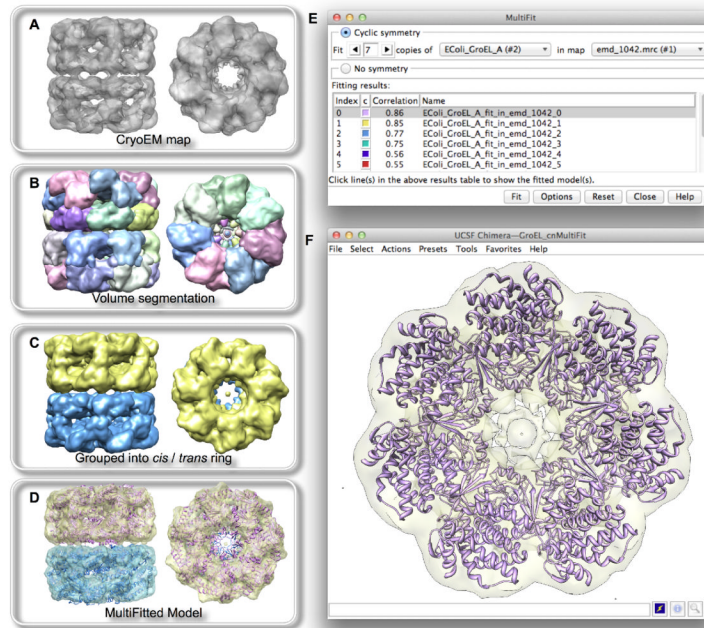 A
CryoEM map
B
Volume segmentation
C
Grouped into cis / trans ring
D
MultiFitted Model
E
MultiFit
Cyclic symmetry
Fit 7 copies of EColi_GroEL_A (#2) in map emd_1042.mrc (#1)
No symmetry
Fitting results:
Index c Correlation Name
0 0.86 EColi_GroEL_A_fit_in_emd_1042_0
1 0.85 EColi_GroEL_A_fit_in_emd_1042_1
2 0.77 EColi_GroEL_A_fit_in_emd_1042_2
3 0.75 EColi_GroEL_A_fit_in_emd_1042_3
4 0.56 EColi_GroEL_A_fit_in_emd_1042_4
5 0.55 EColi_GroEL_A_fit_in_emd_1042_5
Click line(s) in the above results table to show the fitted model(s).
Fit Options Reset Close Help
F
UCSF Chimera—GroEL_cnMultiFit
File Select Actions Presets Tools Favorites Help